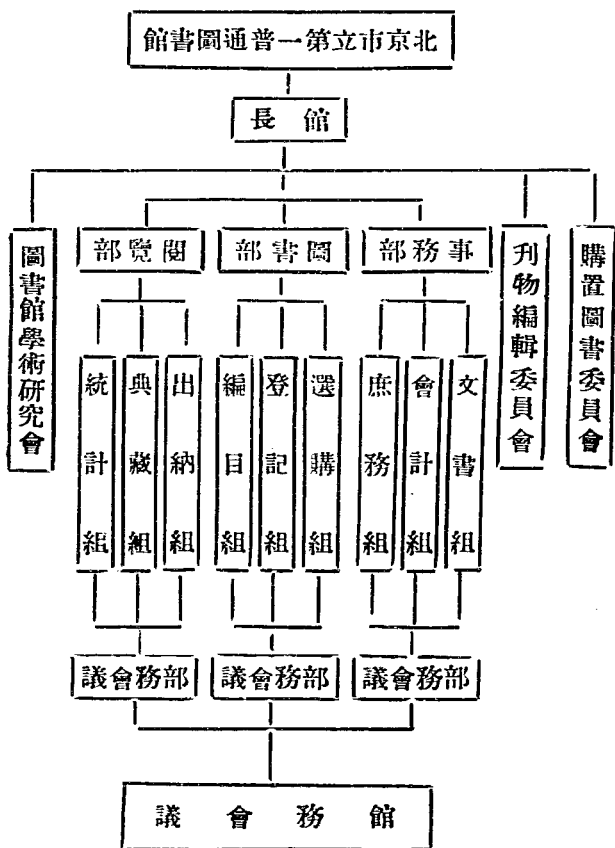 北京市立第一普通圖書館
館長
購置圖書委員會
刊物編輯委員會
事務部
圖書部
閱覽部
圖書館學術研究會
文書組
會計組
庶務組
選購組
登記組
編目組
出納組
典藏組
統計組
部務會議
部務會議
部務會議
館務會議